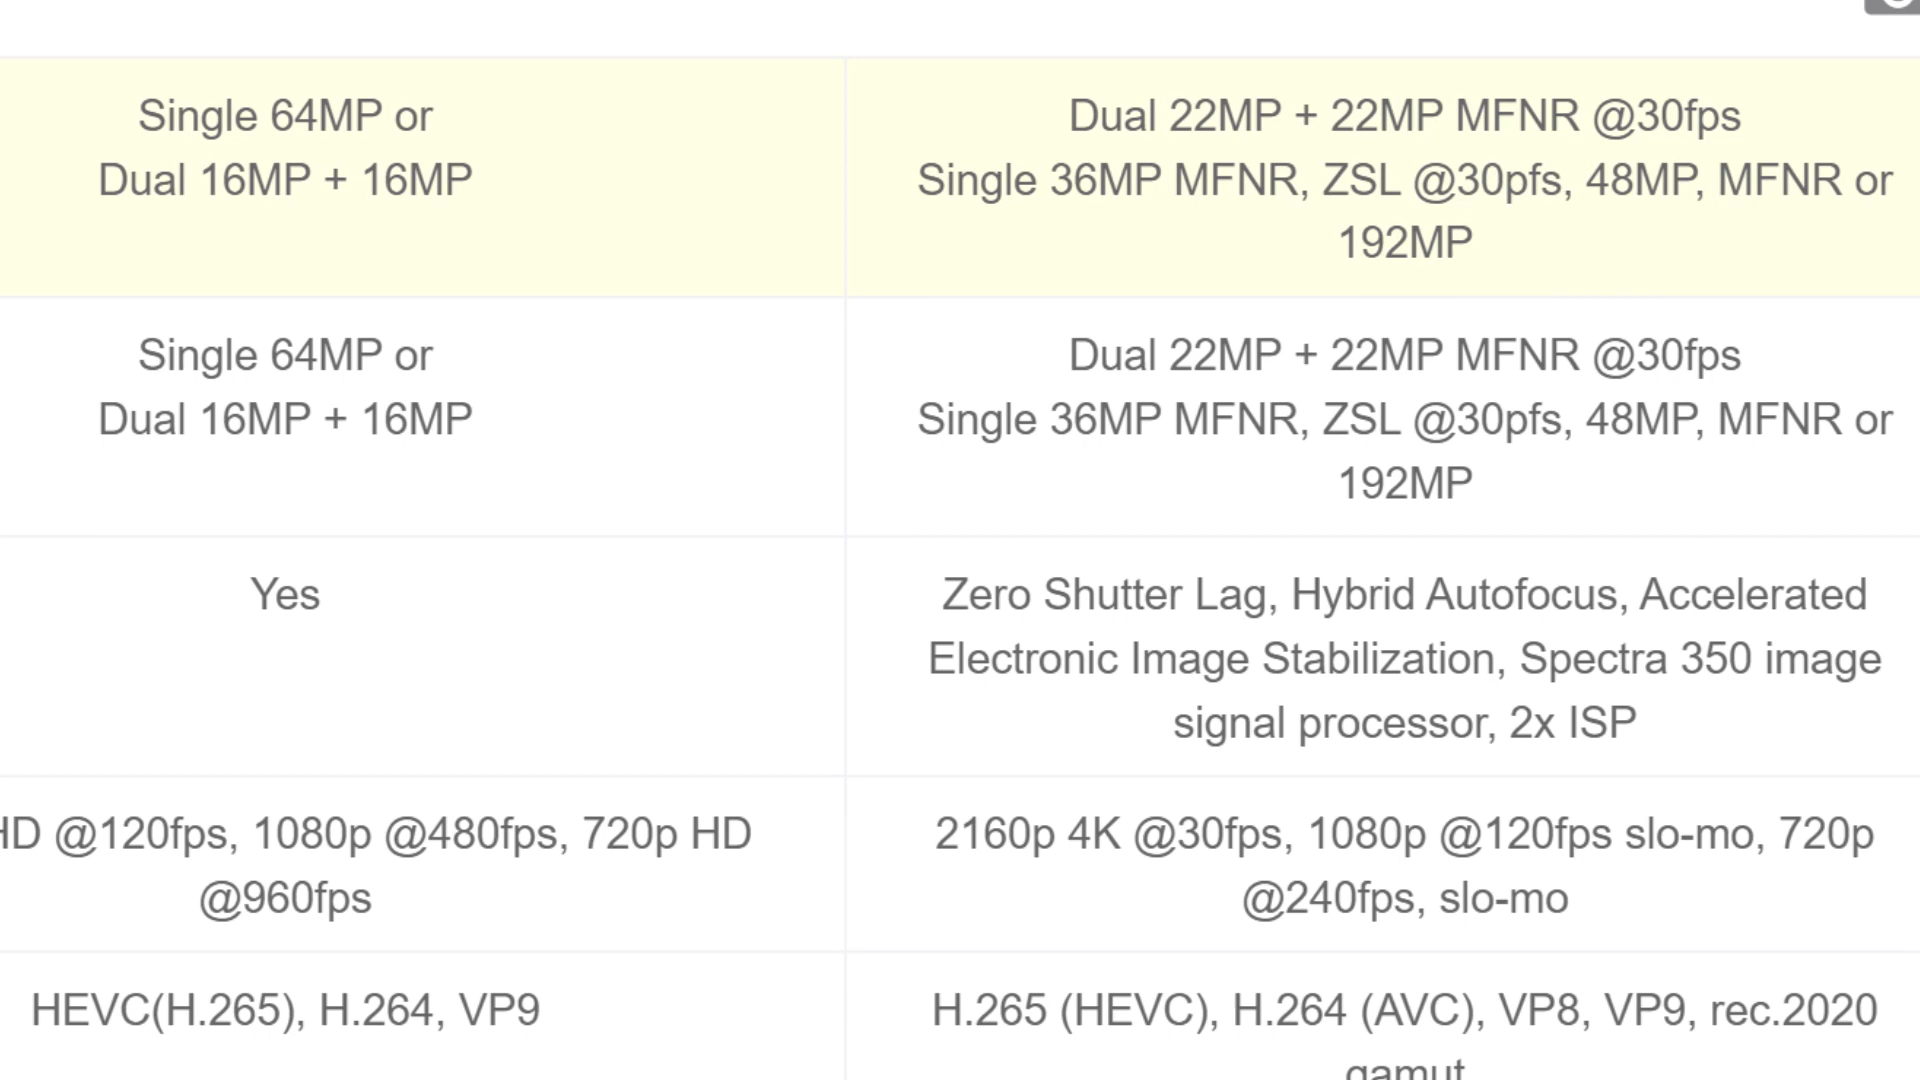 Single 64MP or
Dual 16MP + 16MP
Dual 22MP + 22MP MFNR @30fps
Single 36MP MFNR, ZSL @30pfs, 48MP, MFNR or
192MP
Single 64MP or
Dual 16MP + 16MP
Dual 22MP + 22MP MFNR @30fps
Single 36MP MFNR, ZSL @30pfs, 48MP, MFNR or
192MP
Yes
Zero Shutter Lag, Hybrid Autofocus, Accelerated
Electronic Image Stabilization, Spectra 350 image
signal processor, 2x ISP
HD @120fps, 1080p @480fps, 720p HD
@960fps
2160p 4K @30fps, 1080p @120fps slo-mo, 720p
@240fps, slo-mo
HEVC(H.265), H.264, VP9
H.265 (HEVC), H.264 (AVC), VP8, VP9, rec.2020
gamut